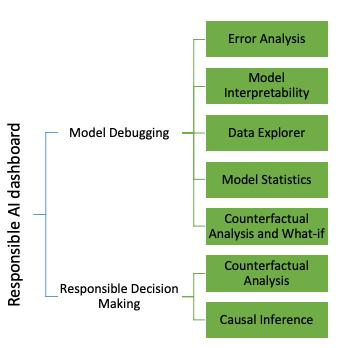 Responsible AI dashboard
Model Debugging
Error Analysis
Model
Interpretability
Data Explorer
Model Statistics
Counterfactual
Analysis and What-if
Responsible Decision
Making
Counterfactual
Analysis
Causal Inference